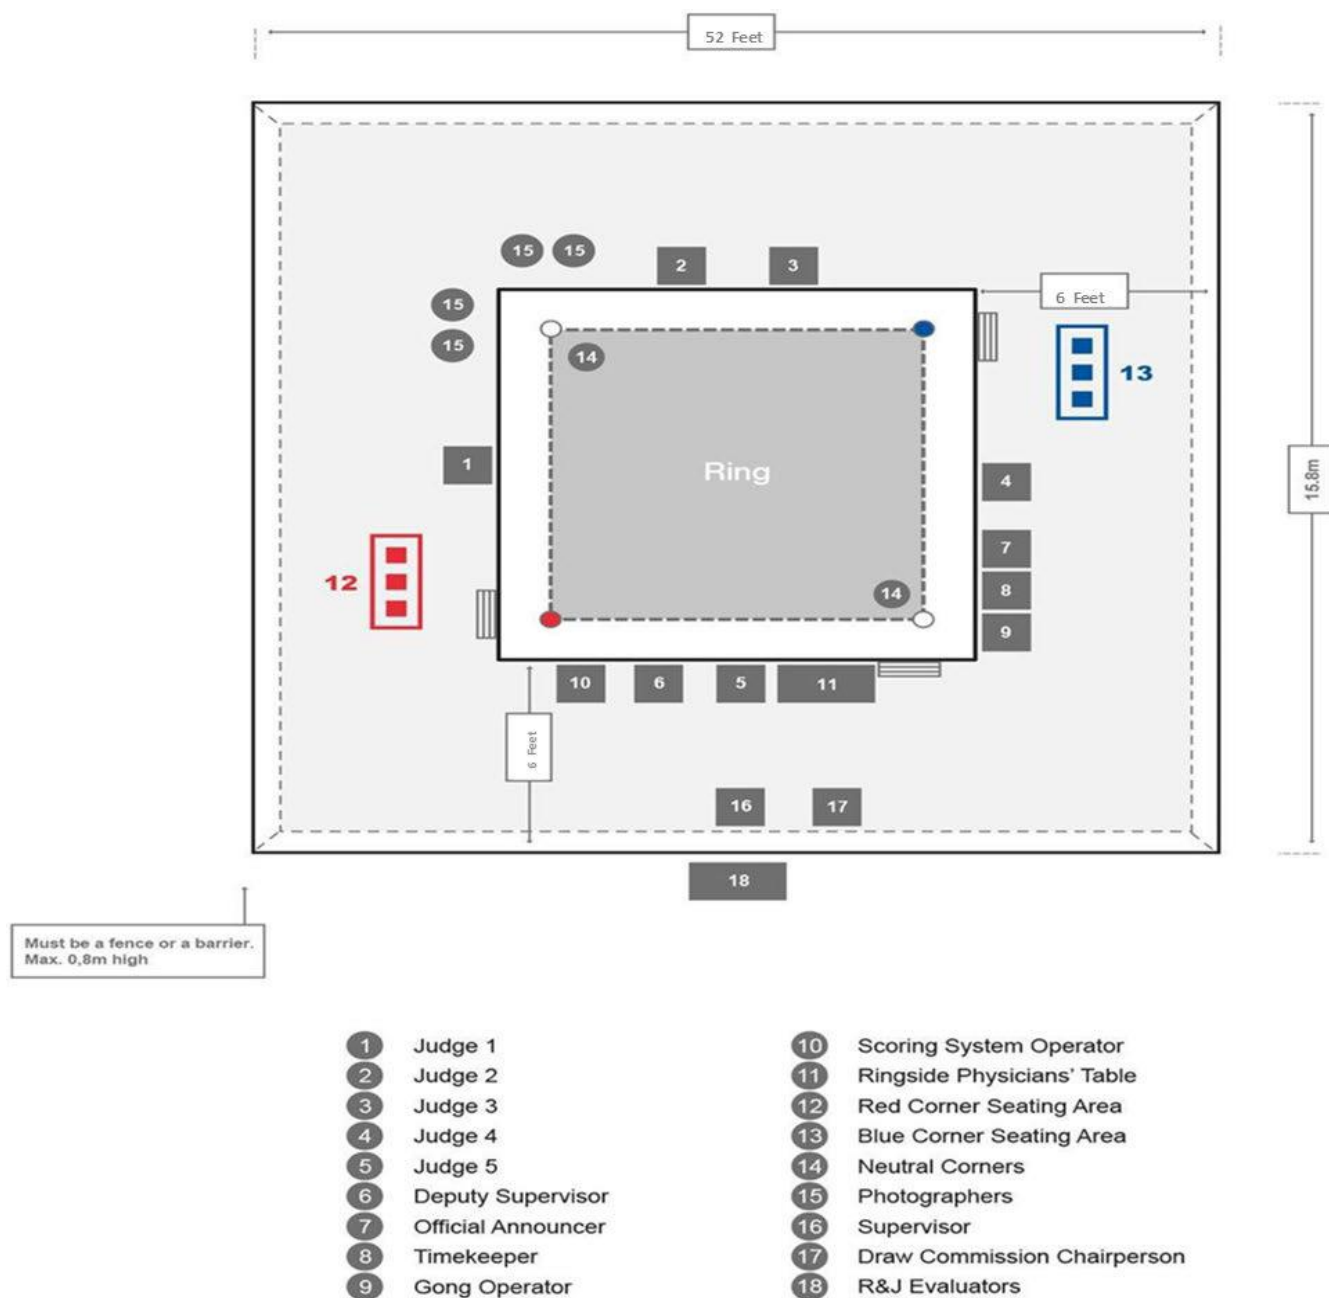 52 Feet
15
15
2
3
15
6 Feet
15
14
13
1
Ring
4
15.8m
7
12
8
14
9
10
6
5
11
6 Feet
16
17
18
Must be a fence or a barrier.
Max. 0,8m high
1 Judge 1
2 Judge 2
3 Judge 3
4 Judge 4
5 Judge 5
6 Deputy Supervisor
7 Official Announcer
8 Timekeeper
9 Gong Operator
10 Scoring System Operator
11 Ringside Physicians' Table
12 Red Corner Seating Area
13 Blue Corner Seating Area
14 Neutral Corners
15 Photographers
16 Supervisor
17 Draw Commission Chairperson
18 R&J Evaluators